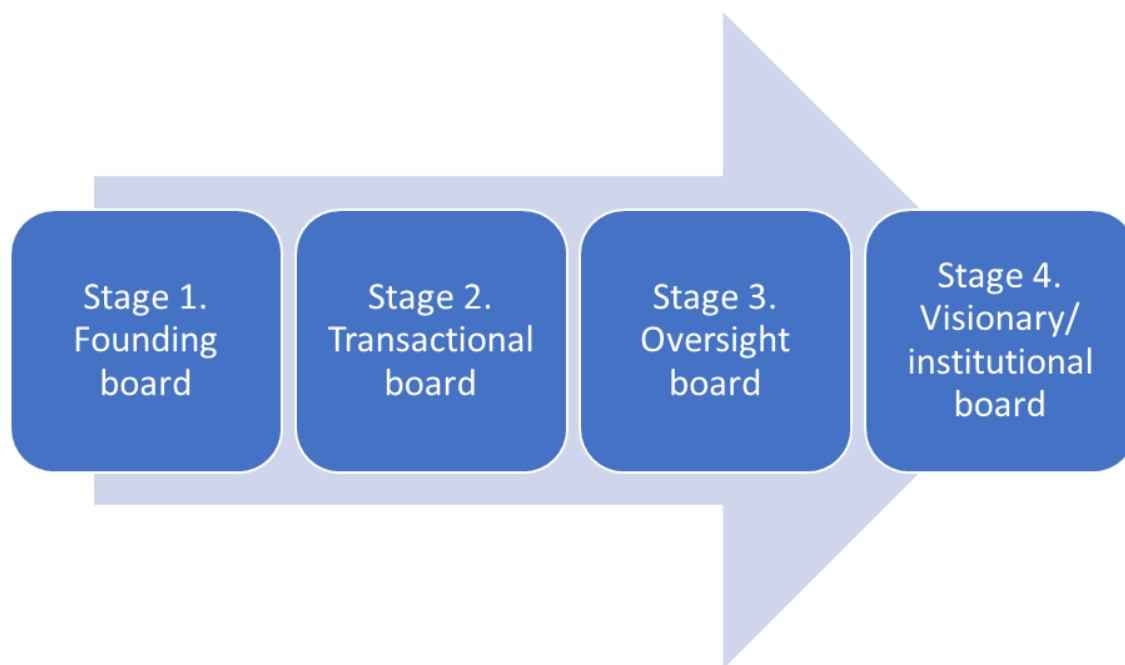 Stage 1.
Founding
board
Stage 2.
Transactional
board
Stage 3.
Oversight
board
Stage 4.
Visionary/
institutional
board